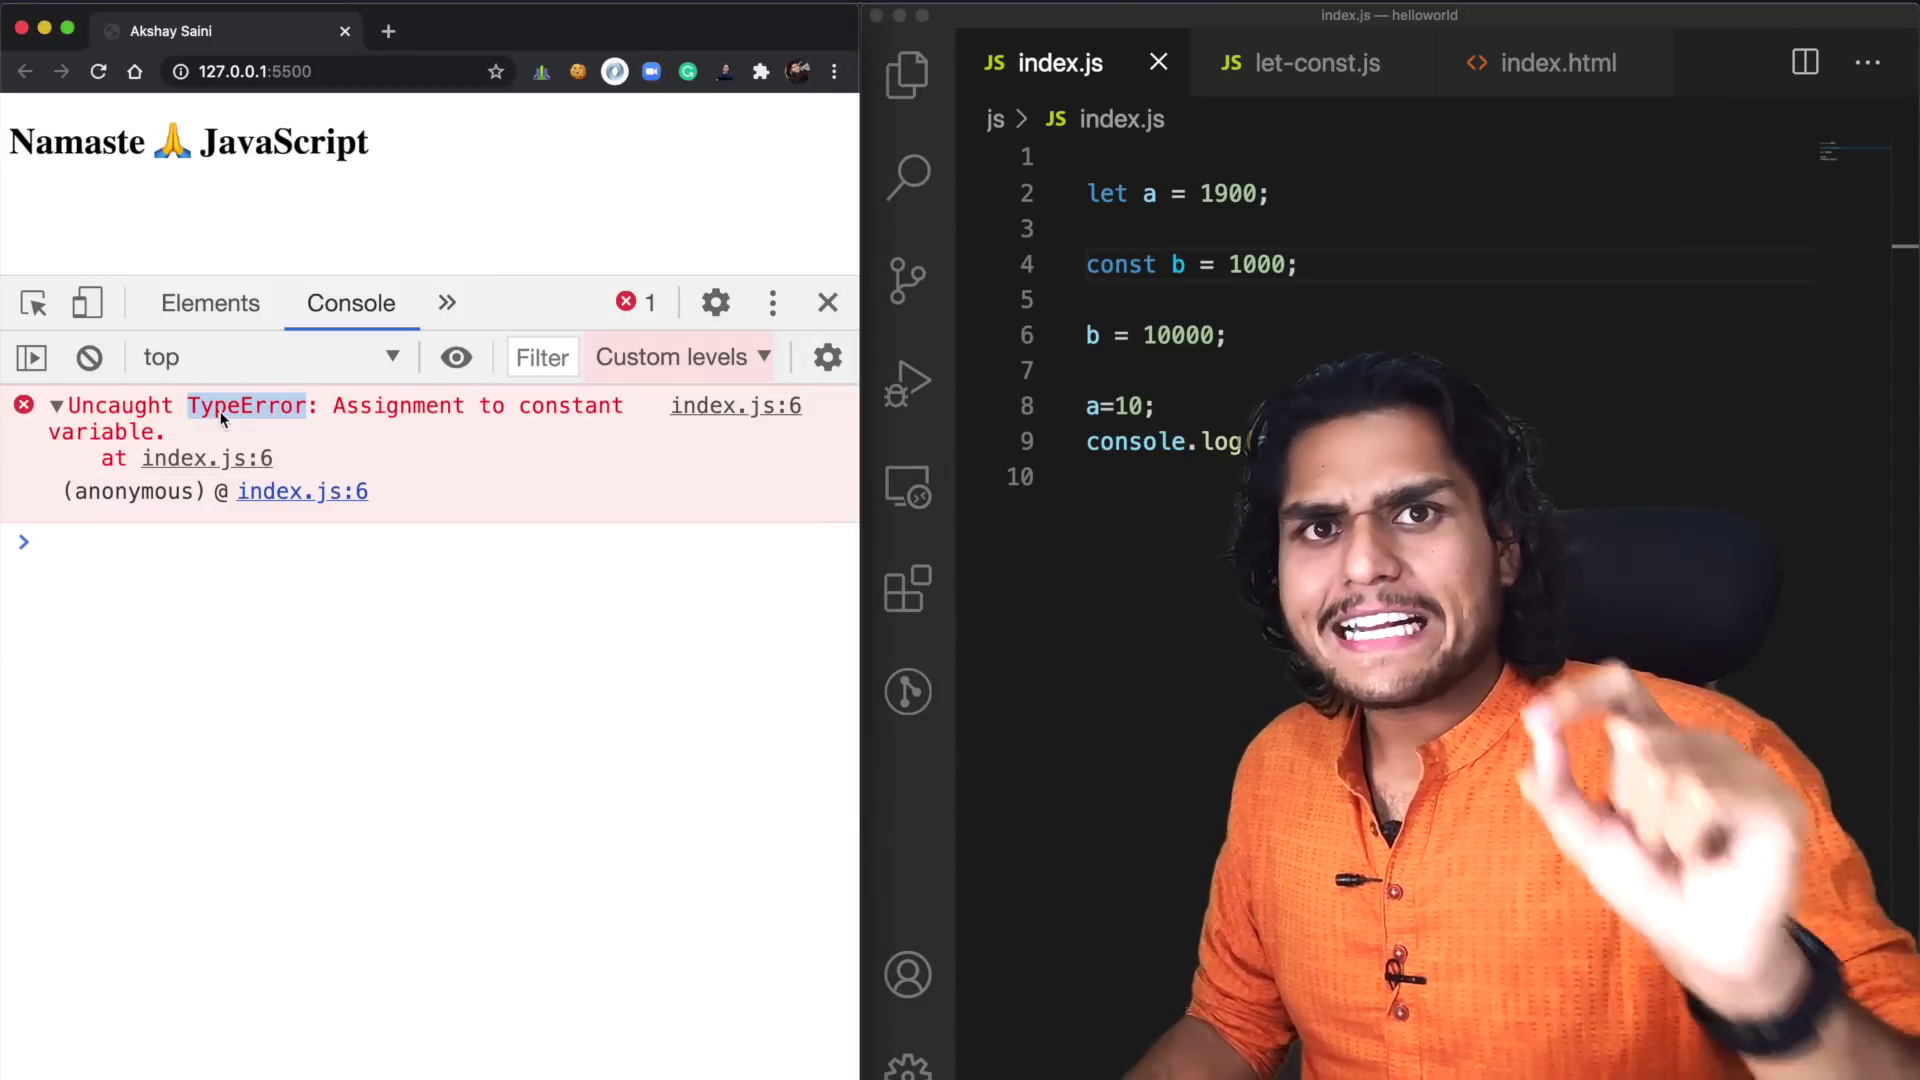 Akshay Saini
127.0.0.1:5500
Namaste 🙏 JavaScript
Elements Console 1
top Filter Custom levels
Uncaught TypeError: Assignment to constant index.js:6
variable.
at index.js:6
(anonymous) @ index.js:6
index.js — helloworld
JS index.js JS let-const.js <> index.html
js > JS index.js
1
2 let a = 1900;
3
4 const b = 1000;
5
6 b = 10000;
7
8 a=10;
9 console.log(
10